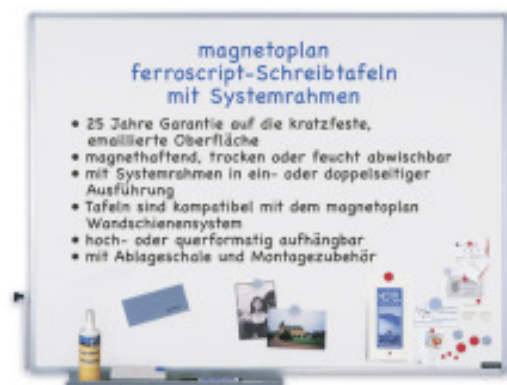 magnetoplan
ferroscript-Schreibtafeln
mit Systemrahmen
• 25 Jahre Garantie auf die kratzfeste,
emaillierte Oberfläche
• magnethaftend, trocken oder feucht abwischbar
• mit Systemrahmen in ein- oder doppelseitiger
Ausführung
• Tafeln sind kompatibel mit dem magnetoplan
Wandschienensystem
• hoch- oder querformatig aufhängbar
• mit Ablageschale und Montagezubehör